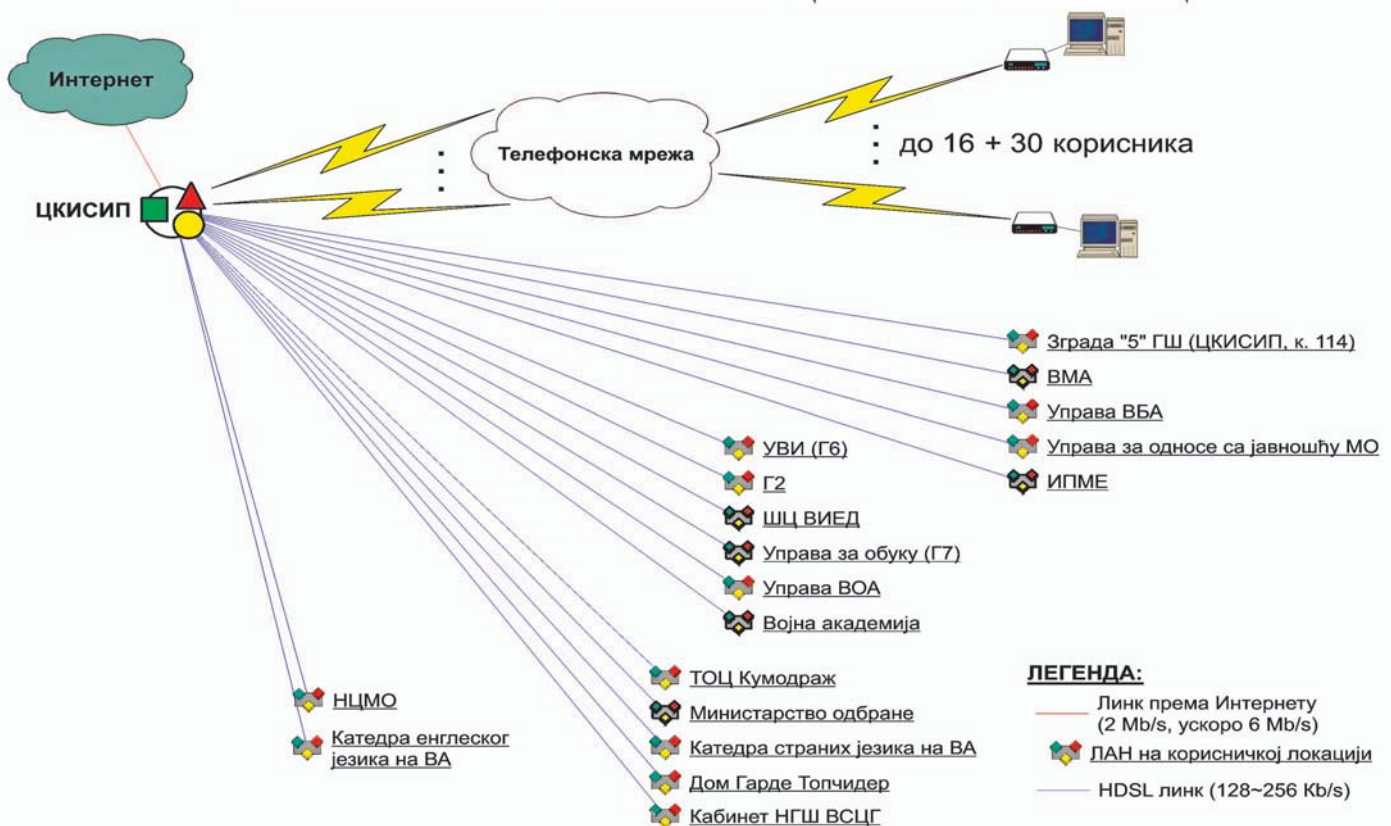 Интернет
Телефонска мрежа
до 16 + 30 корисника
ЦКИСИП
Зграда "5" ГШ (ЦКИСИП, к. 114)
ВМА
Управа ВБА
Управа за односе са јавношћу МО
ИПМЕ
УВИ (Г6)
Г2
ШЦ ВИЕД
Управа за обуку (Г7)
Управа ВОА
Војна академија
ТОЦ Кумодраж
Министарство одбране
Катедра страних језика на ВА
Дом Гарде Топчидер
Кабинет НГШ ВСЦГ
НЦМО
Катедра енглеског
језика на ВА
ЛЕГЕНДА:
Линк према Интернету
(2 Mb/s, ускоро 6 Mb/s)
ЛАН на корисничкој локацији
HDSL линк (128~256 Kb/s)